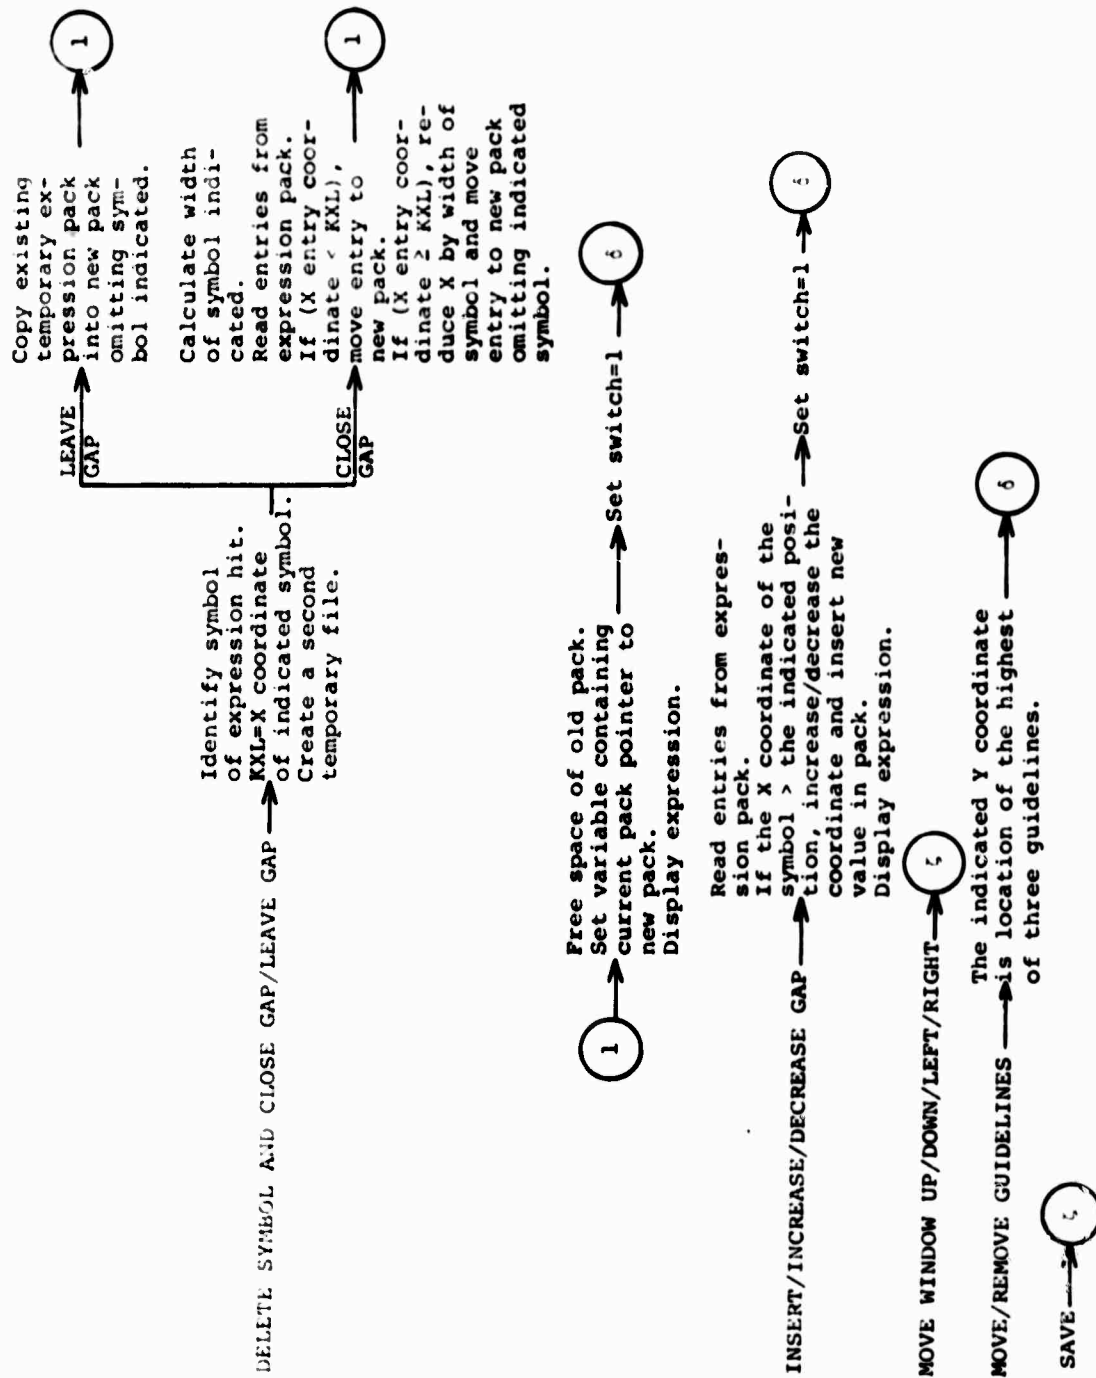 DELETE SYMBOL AND CLOSE GAP/LEAVE GAP
Identify symbol
of expression hit.
KXL=X coordinate
of indicated symbol.
Create a second
temporary file.
LEAVE
GAP
Copy existing
temporary ex-
pression pack
into new pack
omitting sym-
bol indicated.
1
CLOSE
GAP
Calculate width
of symbol indi-
cated.
Read entries from
expression pack.
If (X entry coor-
dinate < KXL),
move entry to
new pack.
If (X entry coor-
dinate ≥ KXL), re-
duce X by width of
symbol and move
entry to new pack
omitting indicated
symbol.
1
1
Free space of old pack.
Set variable containing
current pack pointer to
new pack.
Display expression.
Set switch=1
δ
INSERT/INCREASE/DECREASE GAP
Read entries from expres-
sion pack.
If the X coordinate of the
symbol > the indicated posi-
tion, increase/decrease the
coordinate and insert new
value in pack.
Display expression.
Set switch=1
δ
MOVE WINDOW UP/DOWN/LEFT/RIGHT
ζ
MOVE/REMOVE GUIDELINES
The indicated Y coordinate
is location of the highest
of three guidelines.
δ
SAVE
ζ